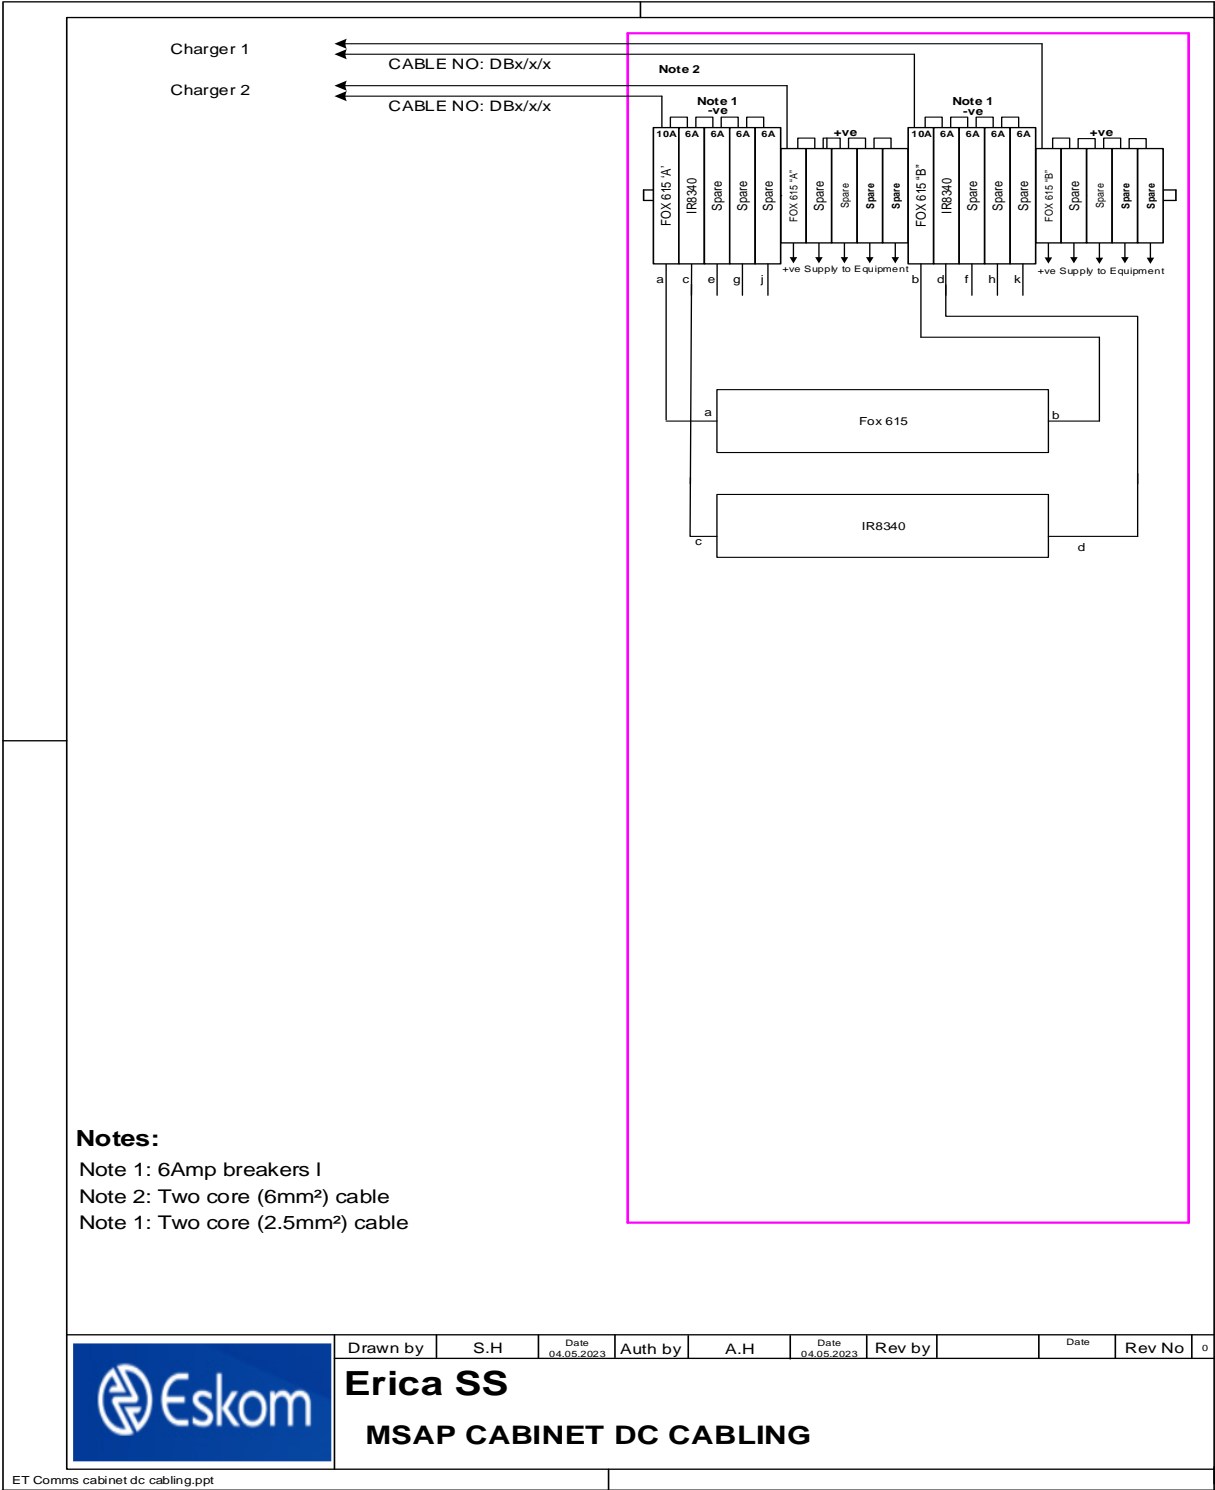 Charger 1
CABLE NO: DBx/x/x
Charger 2
CABLE NO: DBx/x/x
Note 2
Note 1
-ve
Note 1
-ve
10A 6A 6A 6A 6A
+ve
10A 6A 6A 6A 6A
+ve
FOX 615 'A'
IR8340
Spare
Spare
Spare
FOX 615 "A"
Spare
Spare
Spare
Spare
FOX 615 "B"
IR8340
Spare
Spare
Spare
FOX 615 "B"
Spare
Spare
Spare
Spare
+ve Supply to Equipment
+ve Supply to Equipment
a c e g j
b d f h k
a
Fox 615
b
IR8340
c
d
Notes:
Note 1: 6Amp breakers l
Note 2: Two core (6mm²) cable
Note 1: Two core (2.5mm²) cable
Drawn by S.H Date 04.05.2023 Auth by A.H Date 04.05.2023 Rev by Date Rev No 0
Eskom
Erica SS
MSAP CABINET DC CABLING
ET Comms cabinet dc cabling.ppt